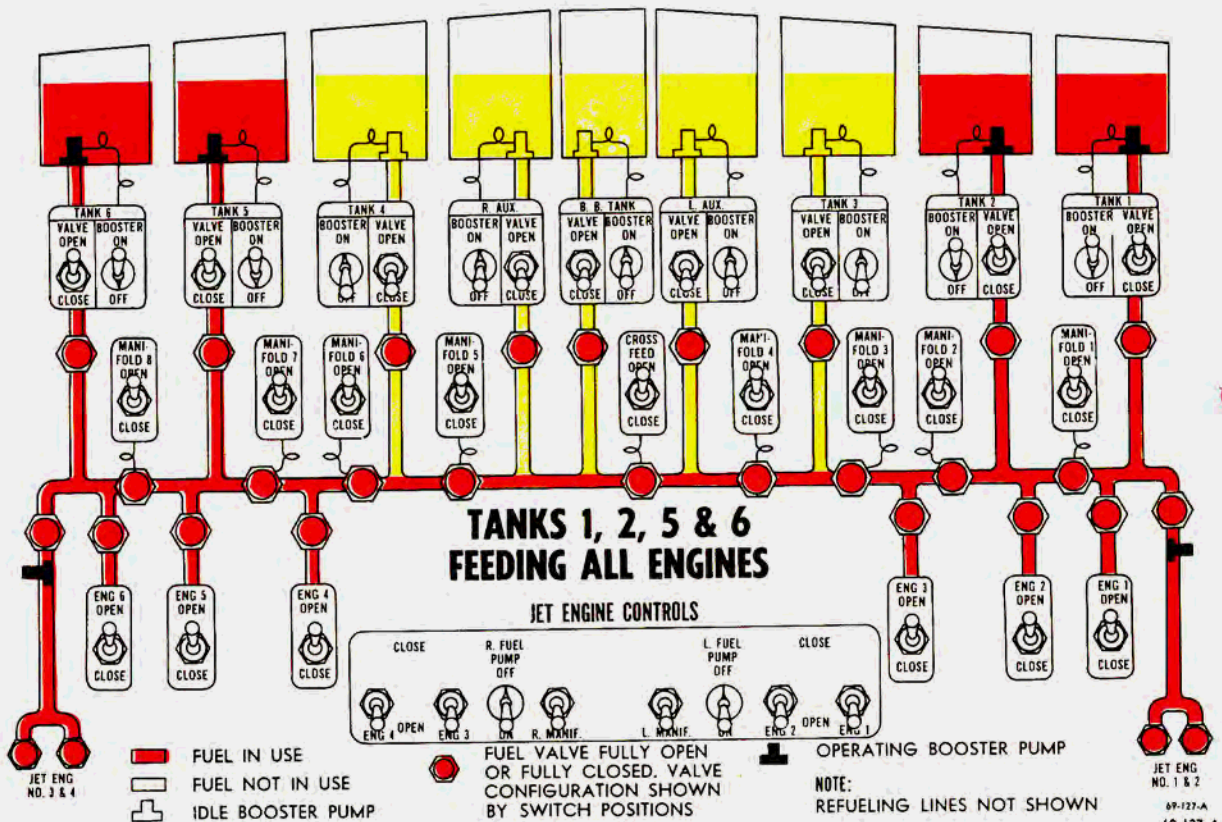 TANK 6
VALVE OPEN
CLOSE
BOOSTER ON
OFF
TANK 5
VALVE OPEN
CLOSE
BOOSTER ON
OFF
TANK 4
BOOSTER ON
OFF
VALVE OPEN
CLOSE
R. AUX.
BOOSTER ON
OFF
VALVE OPEN
CLOSE
B. B. TANK
VALVE OPEN
CLOSE
BOOSTER ON
OFF
L. AUX.
VALVE OPEN
CLOSE
BOOSTER ON
OFF
TANK 3
VALVE OPEN
CLOSE
BOOSTER ON
OFF
TANK 2
BOOSTER ON
OFF
VALVE OPEN
CLOSE
TANK 1
BOOSTER ON
OFF
VALVE OPEN
CLOSE
MANI-
FOLD 8
OPEN
CLOSE
MANI-
FOLD 7
OPEN
CLOSE
MANI-
FOLD 6
OPEN
CLOSE
MANI-
FOLD 5
OPEN
CLOSE
CROSS
FEED
OPEN
CLOSE
MANI-
FOLD 4
OPEN
CLOSE
MANI-
FOLD 3
OPEN
CLOSE
MANI-
FOLD 2
OPEN
CLOSE
MANI-
FOLD 1
OPEN
CLOSE
TANKS 1, 2, 5 & 6
FEEDING ALL ENGINES
ENG 6
OPEN
CLOSE
ENG 5
OPEN
CLOSE
ENG 4
OPEN
CLOSE
ENG 3
OPEN
CLOSE
ENG 2
OPEN
CLOSE
ENG 1
OPEN
CLOSE
JET ENGINE CONTROLS
CLOSE
R. FUEL
PUMP
OFF
L. FUEL
PUMP
OFF
CLOSE
ENG 4
OPEN
ENG 3
ON
R. MANIF.
L. MANIF.
ON
ENG 2
OPEN
ENG 1
JET ENG
NO. 3 & 4
FUEL IN USE
FUEL NOT IN USE
IDLE BOOSTER PUMP
FUEL VALVE FULLY OPEN
OR FULLY CLOSED. VALVE
CONFIGURATION SHOWN
BY SWITCH POSITIONS
OPERATING BOOSTER PUMP
NOTE:
REFUELING LINES NOT SHOWN
JET ENG
NO. 1 & 2
69-127-A